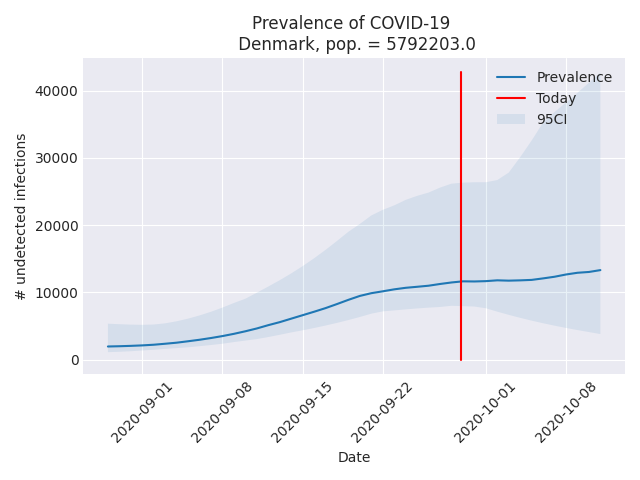 Prevalence of COVID-19
Denmark, pop. = 5792203.0
# undetected infections
40000
30000
20000
10000
0
Prevalence
Today
95CI
2020-09-01
2020-09-08
2020-09-15
2020-09-22
2020-10-01
2020-10-08
Date